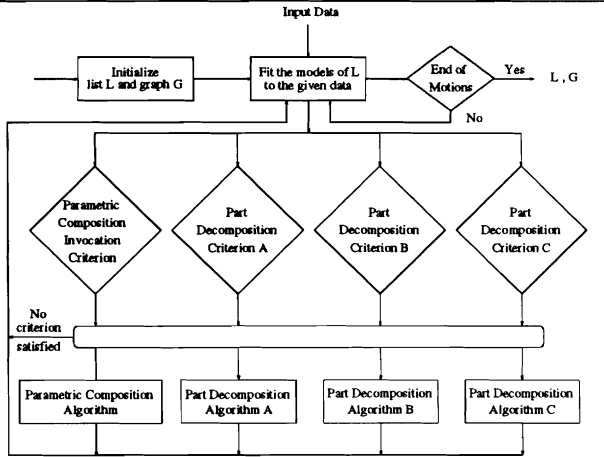 Input Data
Initialize
list L and graph G
Fit the models of L
to the given data
End of
Motions
Yes
L , G
No
Parametric
Composition
Invocation
Criterion
Part
Decomposition
Criterion A
Part
Decomposition
Criterion B
Part
Decomposition
Criterion C
No
criterion
satisfied
Parametric Composition
Algorithm
Part Decomposition
Algorithm A
Part Decomposition
Algorithm B
Part Decomposition
Algorithm C